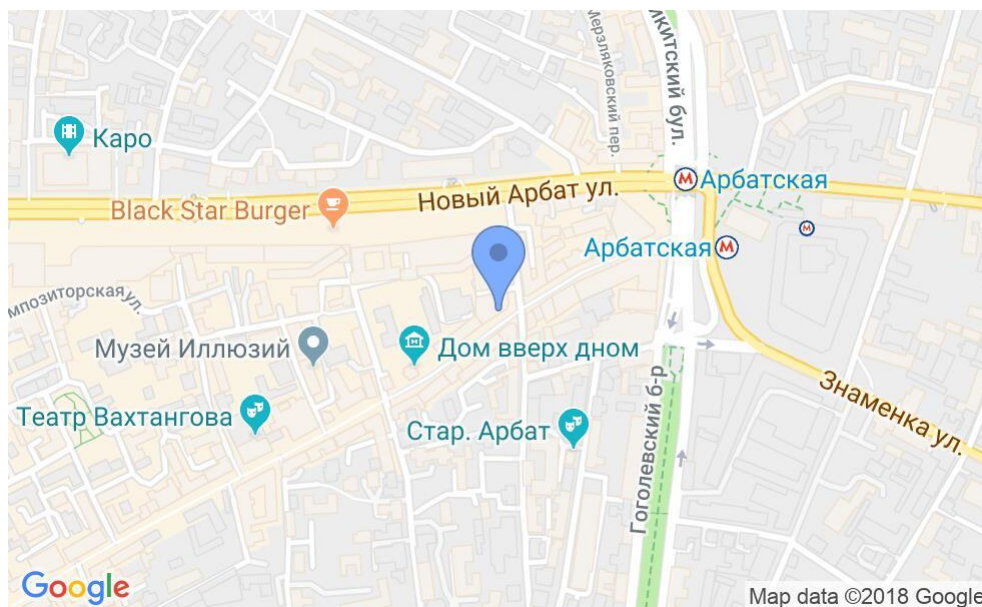 Мерзляковский пер.
икитский бул.
Каро
Арбатская
Новый Арбат ул.
Black Star Burger
Арбатская
мпозиторская ул.
Музей Иллюзий
Дом вверх дном
Гоголевский б-р
Знаменка ул.
Театр Вахтангова
Стар. Арбат
Google
Map data ©2018 Google